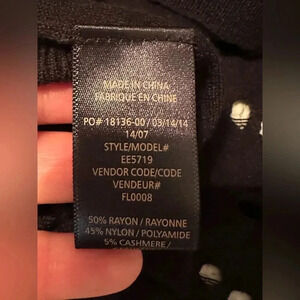 MADE IN CHINA
FABRIQUE EN CHINE
PO# 18136-00 / 03/14/14
14/07
STYLE/MODEL#
EE5719
VENDOR CODE/CODE
VENDEUR#
FL0008
50% RAYON / RAYONNE
45% NYLON / POLYAMIDE
5% CASHMERE /